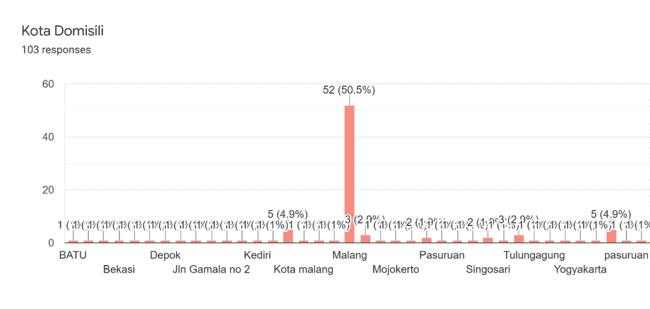 Kota Domisili
103 responses
60
52 (50.5%)
40
20
5 (4.9%)
5 (4.9%)
0
BATU Depok Kediri Malang Pasuruan Tulungagung pasuruan
Bekasi Jln Gamala no 2 Kota malang Mojokerto Singosari Yogyakarta